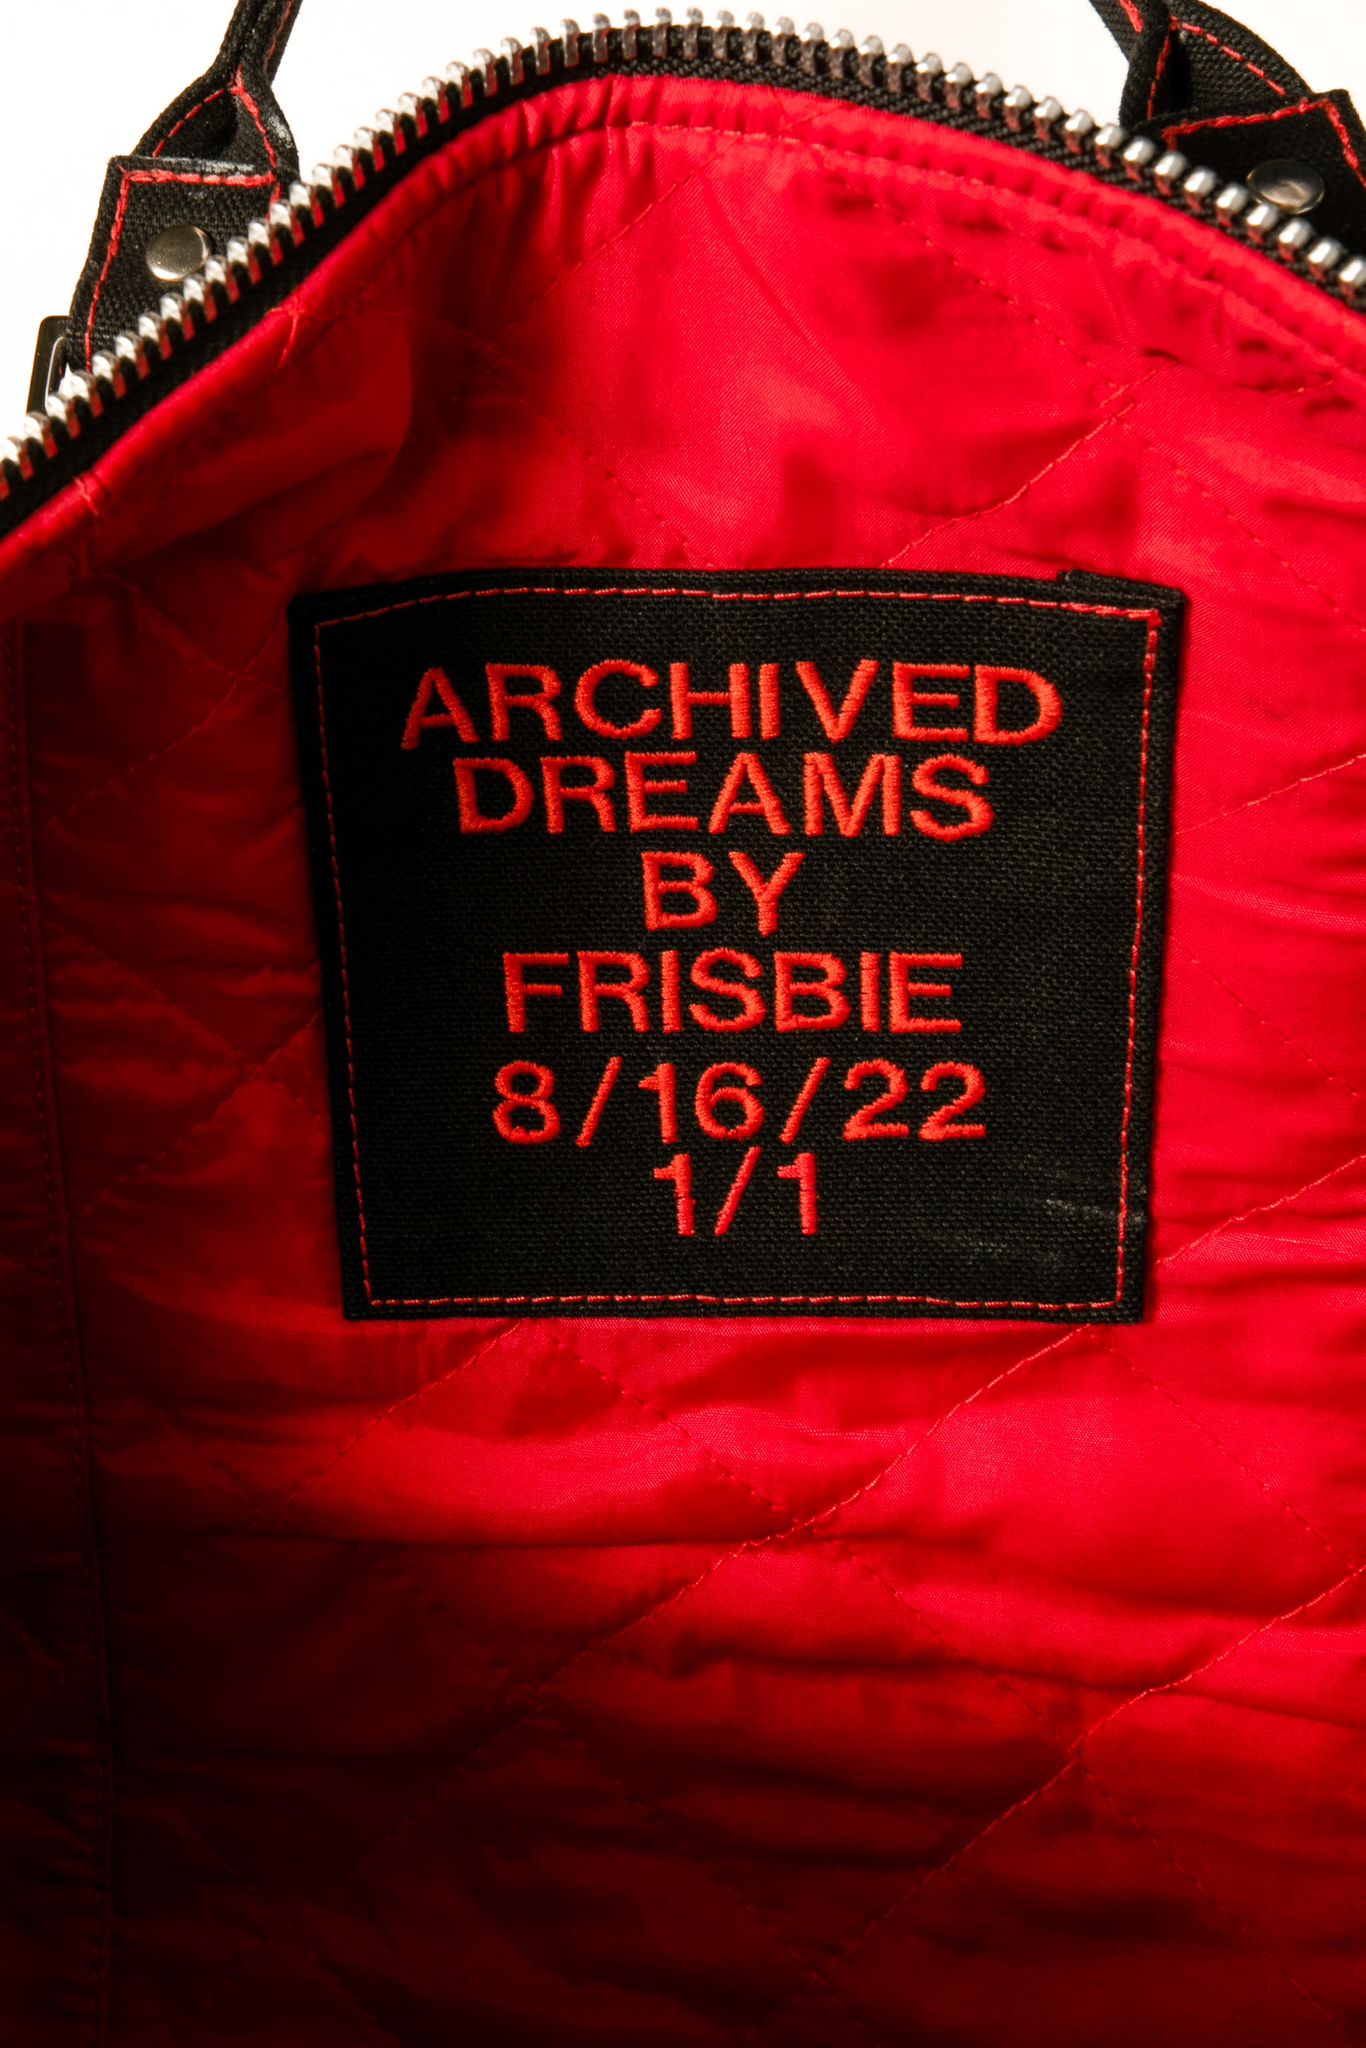 ARCHIVED
DREAMS
BY
FRISBIE
8/16/22
1/1